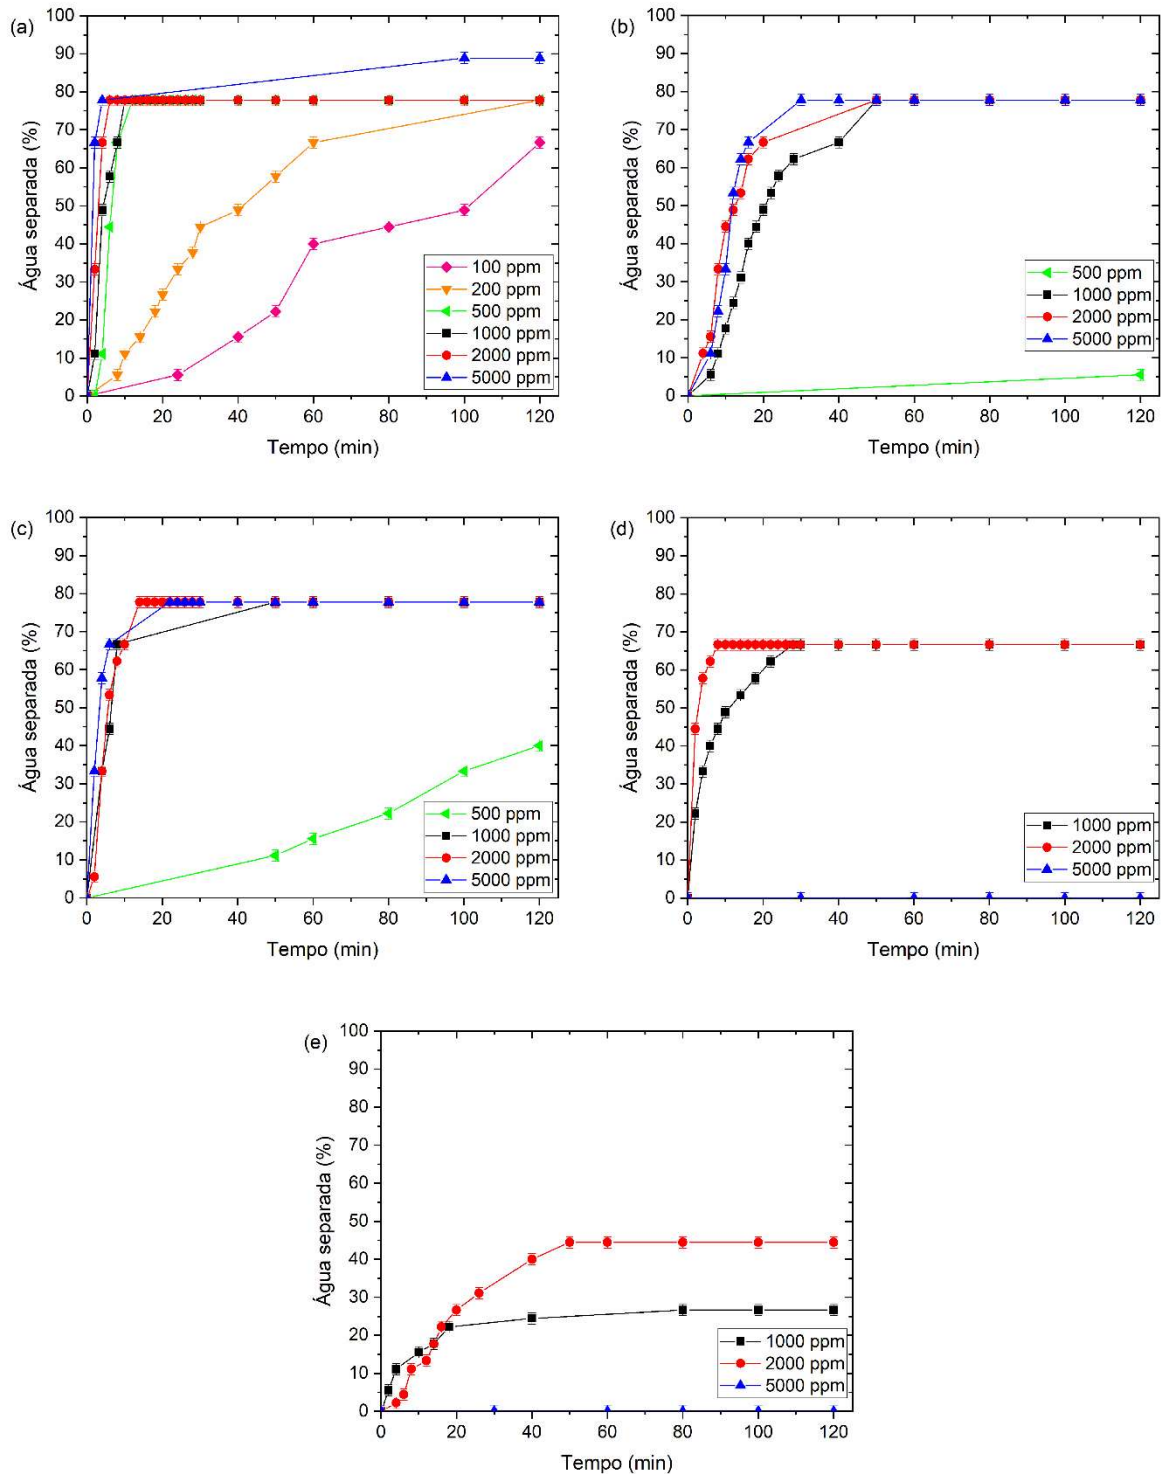 (a)
Água separada (%)
100
90
80
70
60
50
40
30
20
10
0
0 20 40 60 80 100 120
Tempo (min)
100 ppm
200 ppm
500 ppm
1000 ppm
2000 ppm
5000 ppm
(b)
Água separada (%)
100
90
80
70
60
50
40
30
20
10
0
0 20 40 60 80 100 120
Tempo (min)
500 ppm
1000 ppm
2000 ppm
5000 ppm
(c)
Água separada (%)
100
90
80
70
60
50
40
30
20
10
0
0 20 40 60 80 100 120
Tempo (min)
500 ppm
1000 ppm
2000 ppm
5000 ppm
(d)
Água separada (%)
100
90
80
70
60
50
40
30
20
10
0
0 20 40 60 80 100 120
Tempo (min)
1000 ppm
2000 ppm
5000 ppm
(e)
Água separada (%)
100
90
80
70
60
50
40
30
20
10
0
0 20 40 60 80 100 120
Tempo (min)
1000 ppm
2000 ppm
5000 ppm